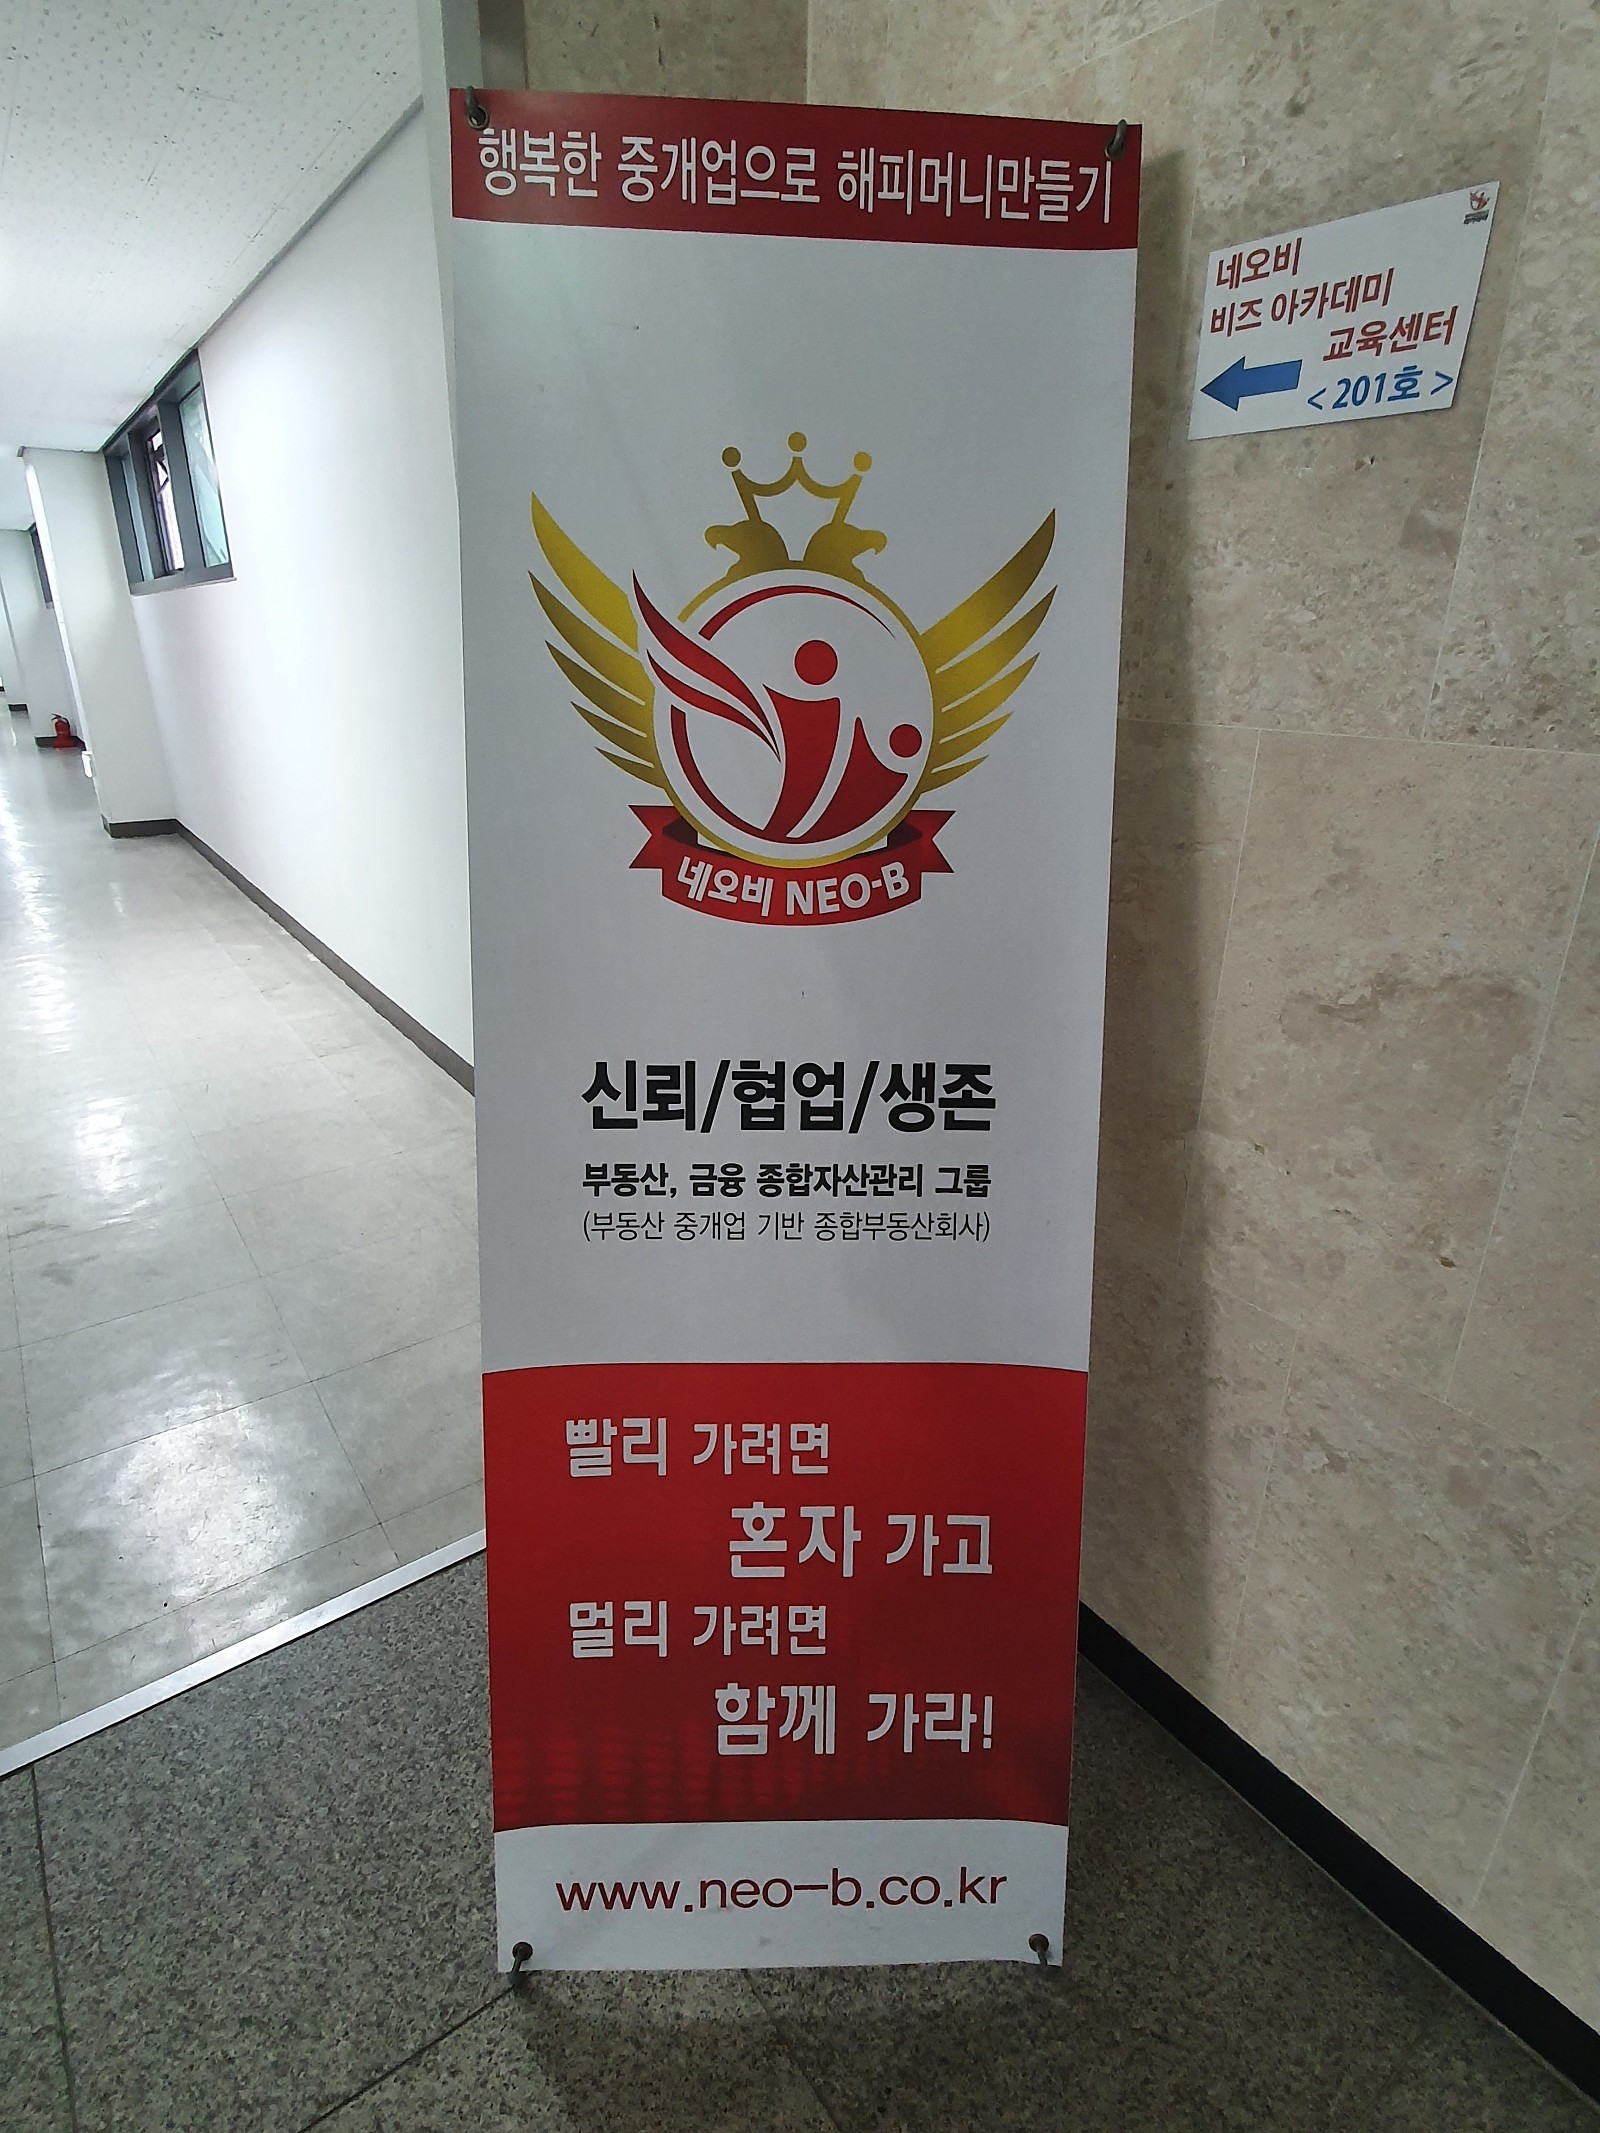 행복한 중개업으로 해피머니만들기
네오비 NEO-B
신뢰/협업/생존
부동산, 금융 종합자산관리 그룹
(부동산 중개업 기반 종합부동산회사)
빨리 가려면
혼자 가고
멀리 가려면
함께 가라!
www.neo-b.co.kr
네오비
비즈 아카데미
교육센터
<201호>